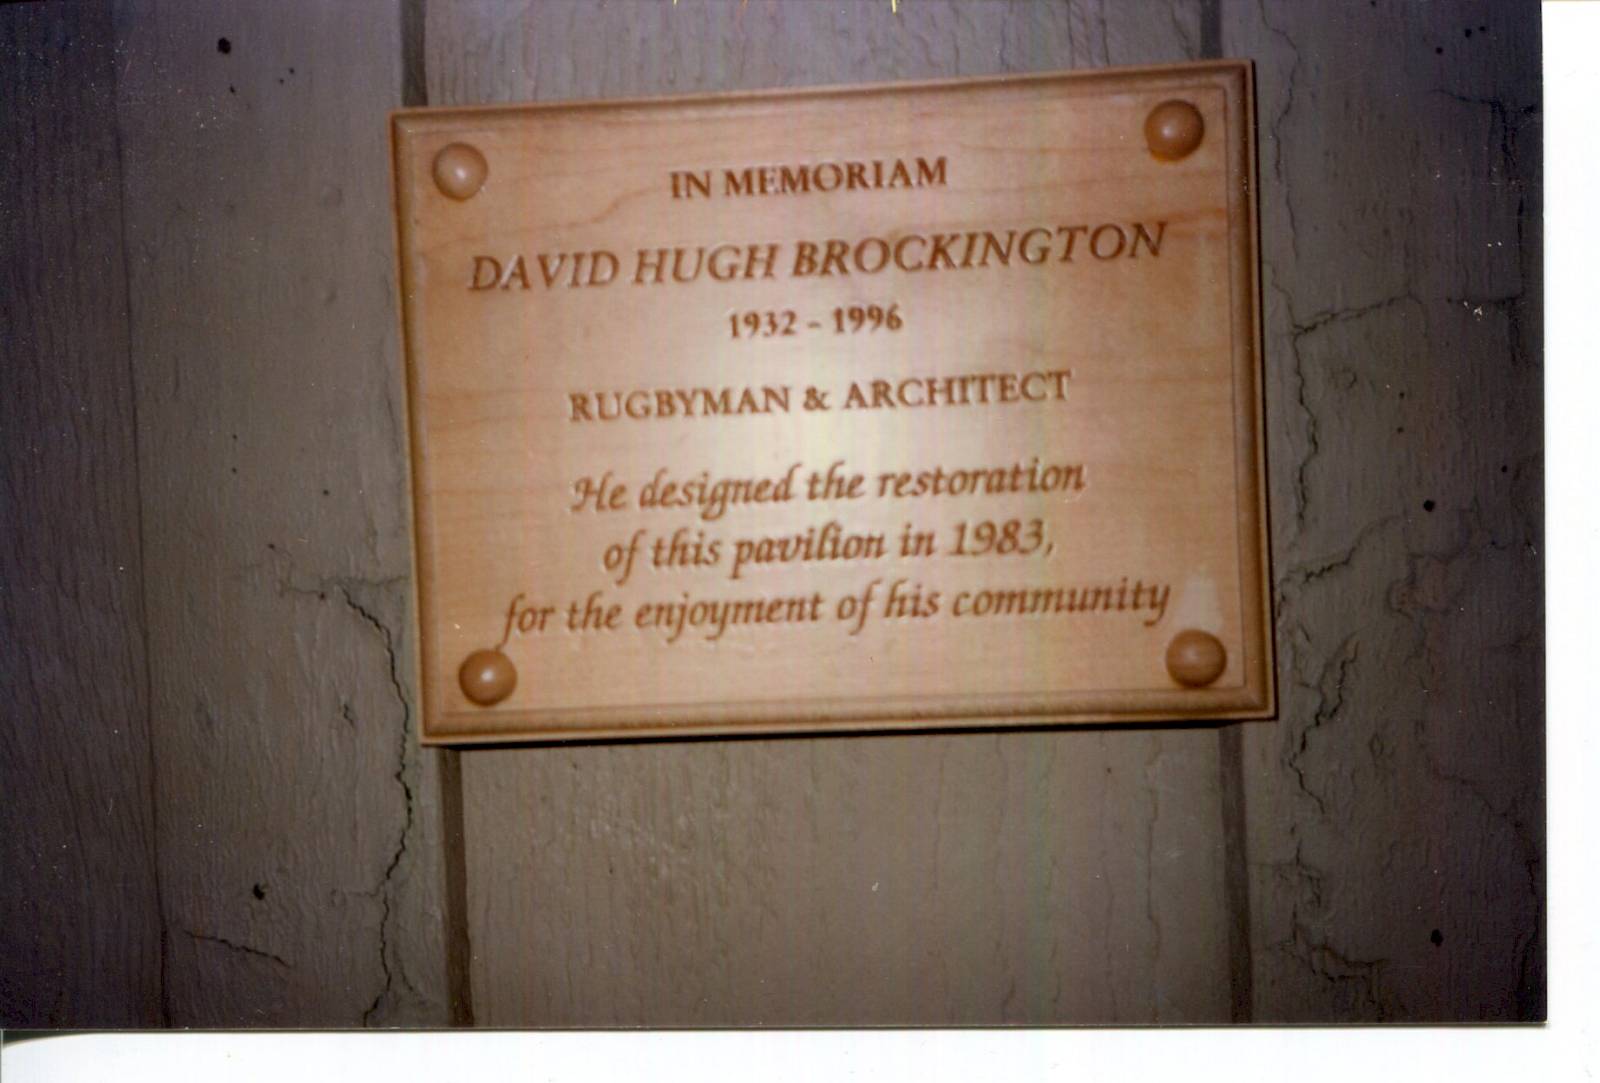 IN MEMORIAM
DAVID HUGH BROCKINGTON
1932 - 1996
RUGBYMAN & ARCHITECT
He designed the restoration
of this pavilion in 1983,
for the enjoyment of his community